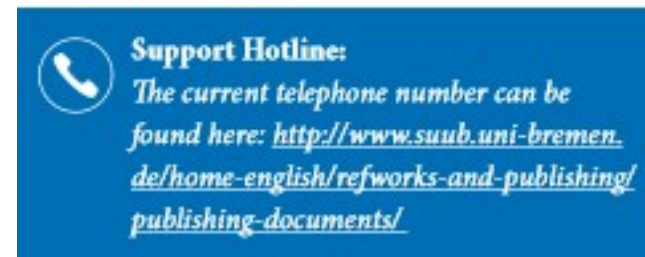 Support Hotline:
The current telephone number can be
found here: http://www.suub.uni-bremen.
de/home-english/refworks-and-publishing/
publishing-documents/